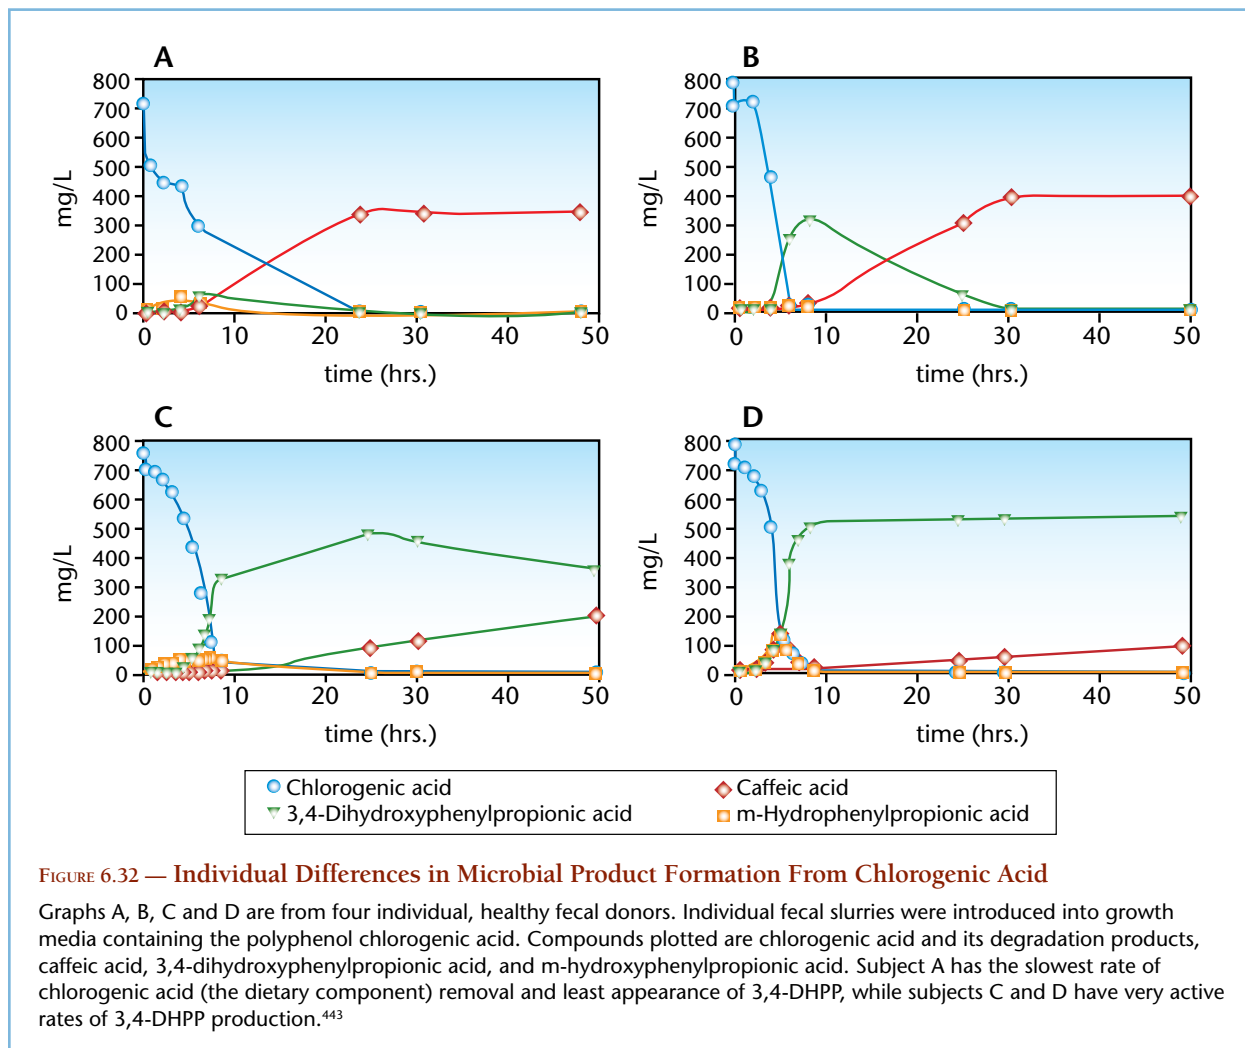 A
800
700
600
500
400
300
200
100
0
mg/L
0 10 20 30 40 50
time (hrs.)
B
800
700
600
500
400
300
200
100
0
mg/L
0 10 20 30 40 50
time (hrs.)
C
800
700
600
500
400
300
200
100
0
mg/L
0 10 20 30 40 50
time (hrs.)
D
800
700
600
500
400
300
200
100
0
mg/L
0 10 20 30 40 50
time (hrs.)
Chlorogenic acid Caffeic acid
3,4-Dihydroxyphenylpropionic acid m-Hydrophenylpropionic acid
FIGURE 6.32 — Individual Differences in Microbial Product Formation From Chlorogenic Acid
Graphs A, B, C and D are from four individual, healthy fecal donors. Individual fecal slurries were introduced into growth
media containing the polyphenol chlorogenic acid. Compounds plotted are chlorogenic acid and its degradation products,
caffeic acid, 3,4-dihydroxyphenylpropionic acid, and m-hydroxyphenylpropionic acid. Subject A has the slowest rate of
chlorogenic acid (the dietary component) removal and least appearance of 3,4-DHPP, while subjects C and D have very active
rates of 3,4-DHPP production.443